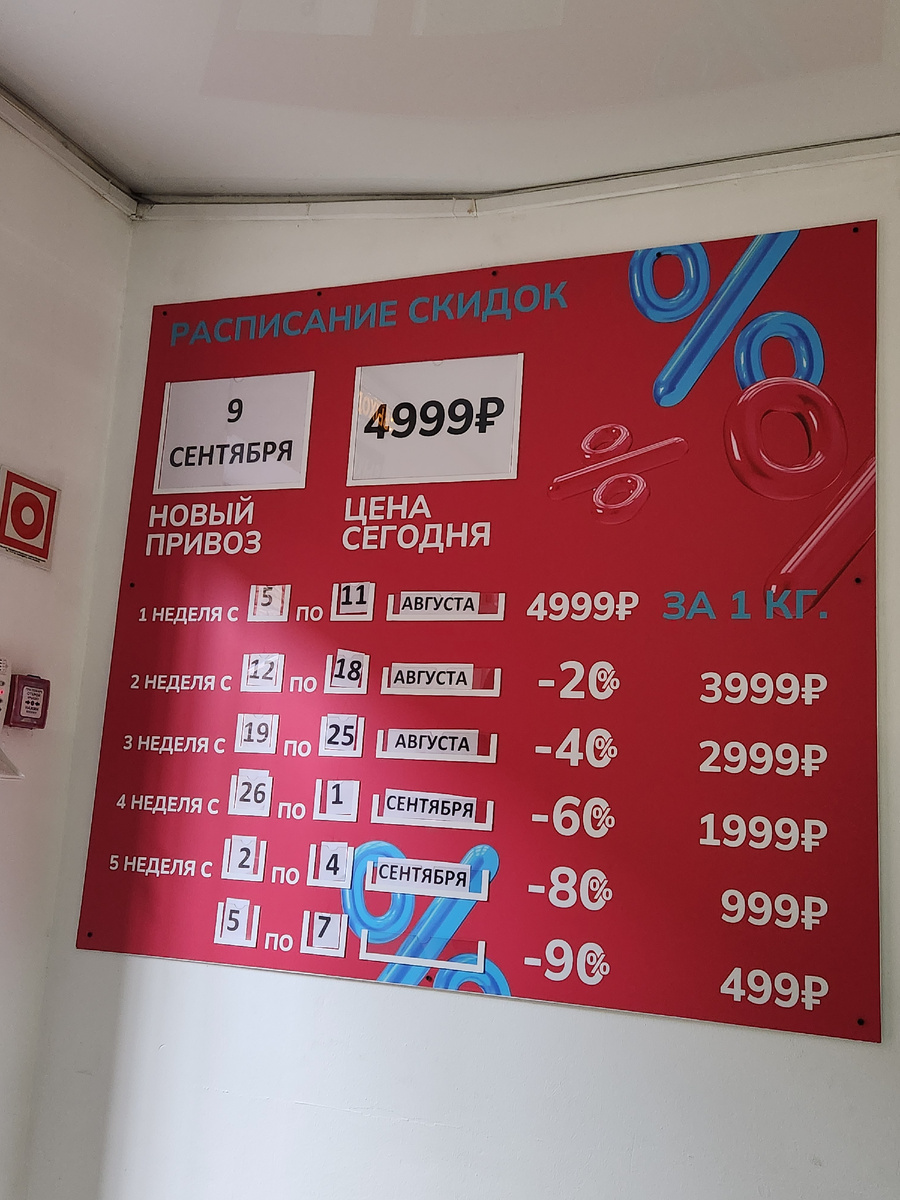 РАСПИСАНИЕ СКИДОК
9
СЕНТЯБРЯ
4999₽
НОВЫЙ
ПРИВОЗ
ЦЕНА
СЕГОДНЯ
1 НЕДЕЛЯ С 5 ПО 11 АВГУСТА 4999₽ ЗА 1 КГ.
2 НЕДЕЛЯ С 12 ПО 18 АВГУСТА -20% 3999₽
3 НЕДЕЛЯ С 19 ПО 25 АВГУСТА -40% 2999₽
4 НЕДЕЛЯ С 26 ПО 1 СЕНТЯБРЯ -60% 1999₽
5 НЕДЕЛЯ С 2 ПО 4 СЕНТЯБРЯ -80% 999₽
5 ПО 7 -90% 499₽